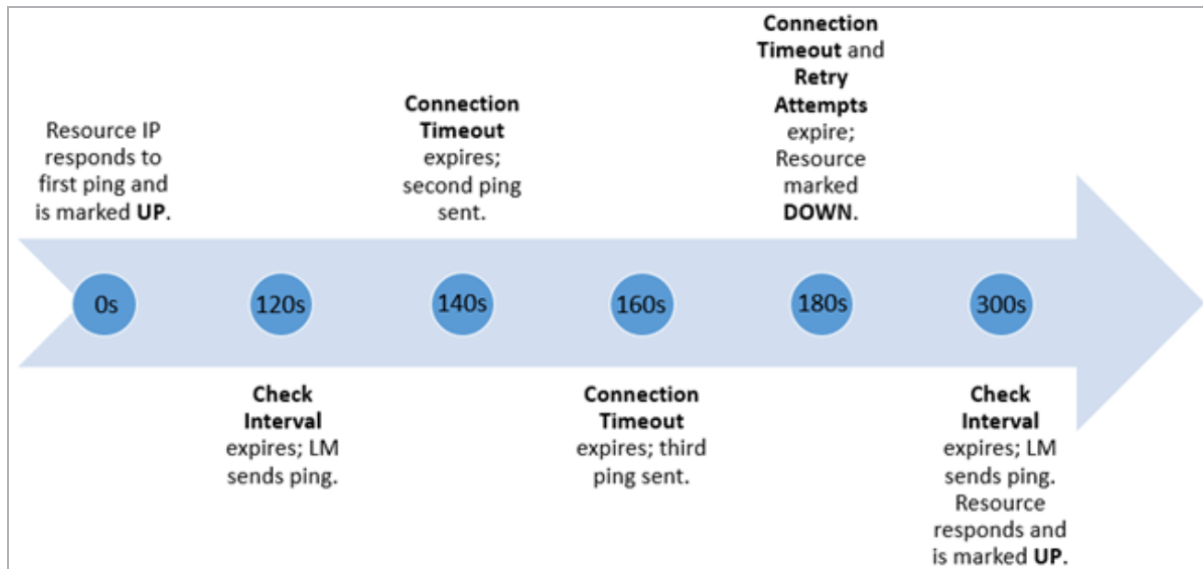 Resource IP
responds to
first ping and
is marked UP.
Connection
Timeout
expires;
second ping
sent.
Connection
Timeout and
Retry
Attempts
expire;
Resource
marked
DOWN.
0s
120s
140s
160s
180s
300s
Check
Interval
expires; LM
sends ping.
Connection
Timeout
expires; third
ping sent.
Check
Interval
expires; LM
sends ping.
Resource
responds and
is marked UP.